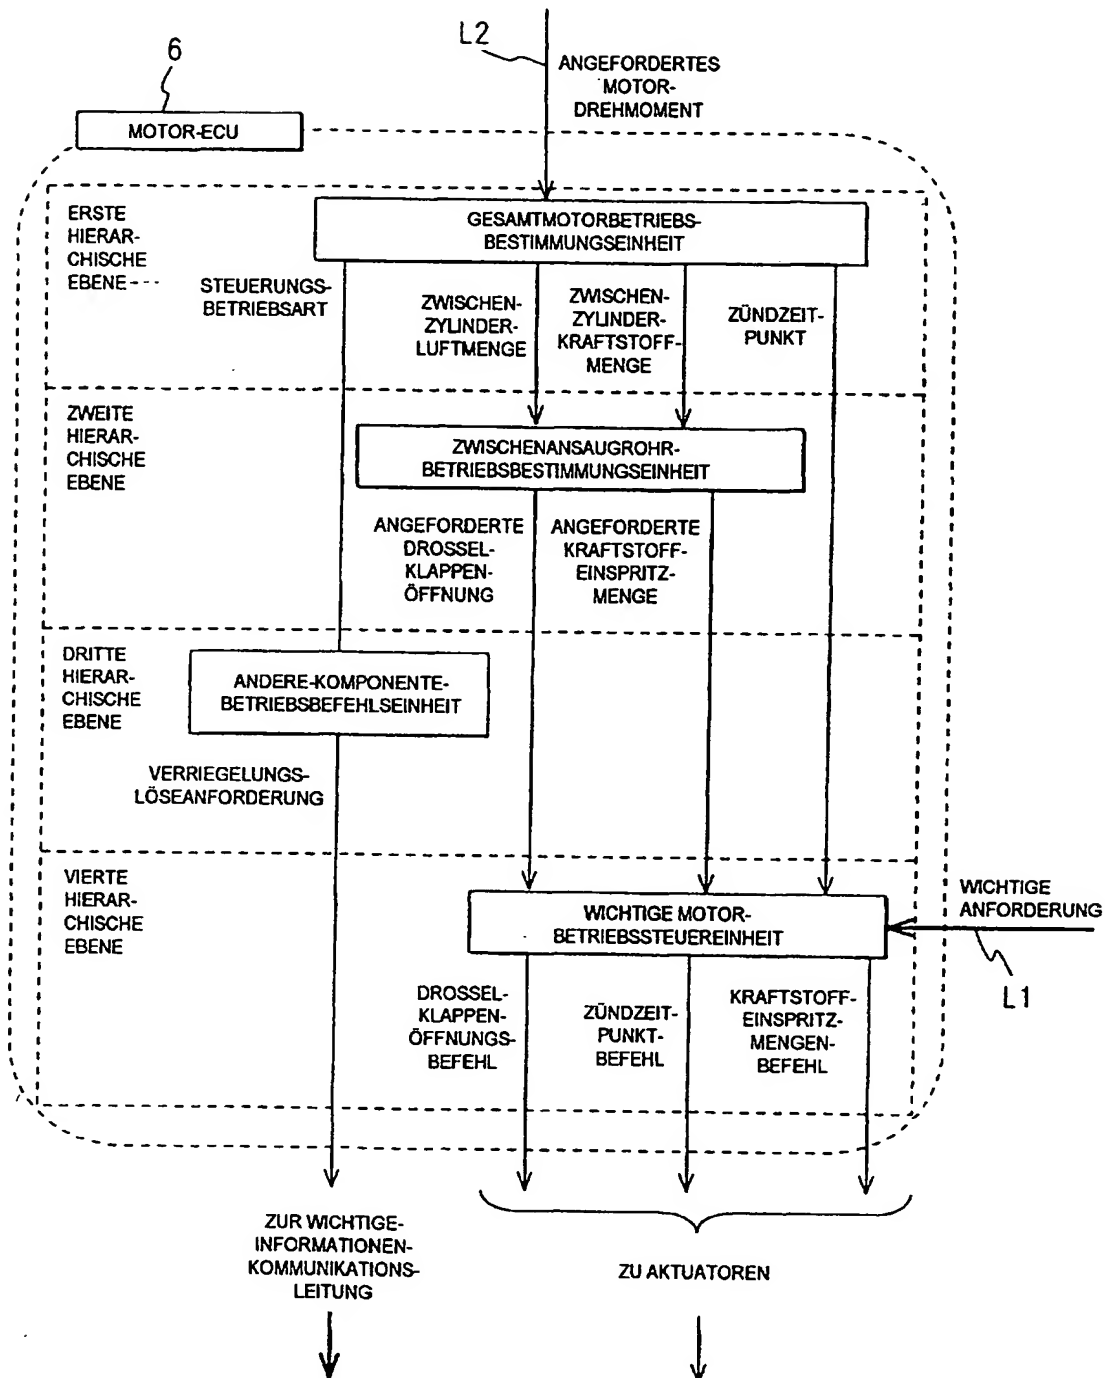 L2
6
ANGEFORDERTES
MOTOR-
DREHMOMENT
MOTOR-ECU
ERSTE
HIERAR-
CHISCHE
EBENE
GESAMTMOTORBETRIEBS-
BESTIMMUNGSEINHEIT
STEUERUNGS-
BETRIEBSART
ZWISCHEN-
ZYLINDER-
LUFTMENGE
ZWISCHEN-
ZYLINDER-
KRAFTSTOFF-
MENGE
ZÜNDZEIT-
PUNKT
ZWEITE
HIERAR-
CHISCHE
EBENE
ZWISCHENANSAUGROHR-
BETRIEBSBESTIMMUNGSEINHEIT
ANGEFORDERTE
DROSSEL-
KLAPPEN-
ÖFFNUNG
ANGEFORDERTE
KRAFTSTOFF-
EINSPRITZ-
MENGE
DRITTE
HIERAR-
CHISCHE
EBENE
ANDERE-KOMPONENTE-
BETRIEBSBEFEHLSEINHEIT
VERRIEGELUNGS-
LÖSEANFORDERUNG
VIERTE
HIERAR-
CHISCHE
EBENE
WICHTIGE MOTOR-
BETRIEBSSTEUEREINHEIT
WICHTIGE
ANFORDERUNG
L1
DROSSEL-
KLAPPEN-
ÖFFNUNGS-
BEFEHL
ZÜNDZEIT-
PUNKT-
BEFEHL
KRAFTSTOFF-
EINSPRITZ-
MENGEN-
BEFEHL
ZUR WICHTIGE-
INFORMATIONEN-
KOMMUNIKATIONS-
LEITUNG
ZU AKTUATOREN